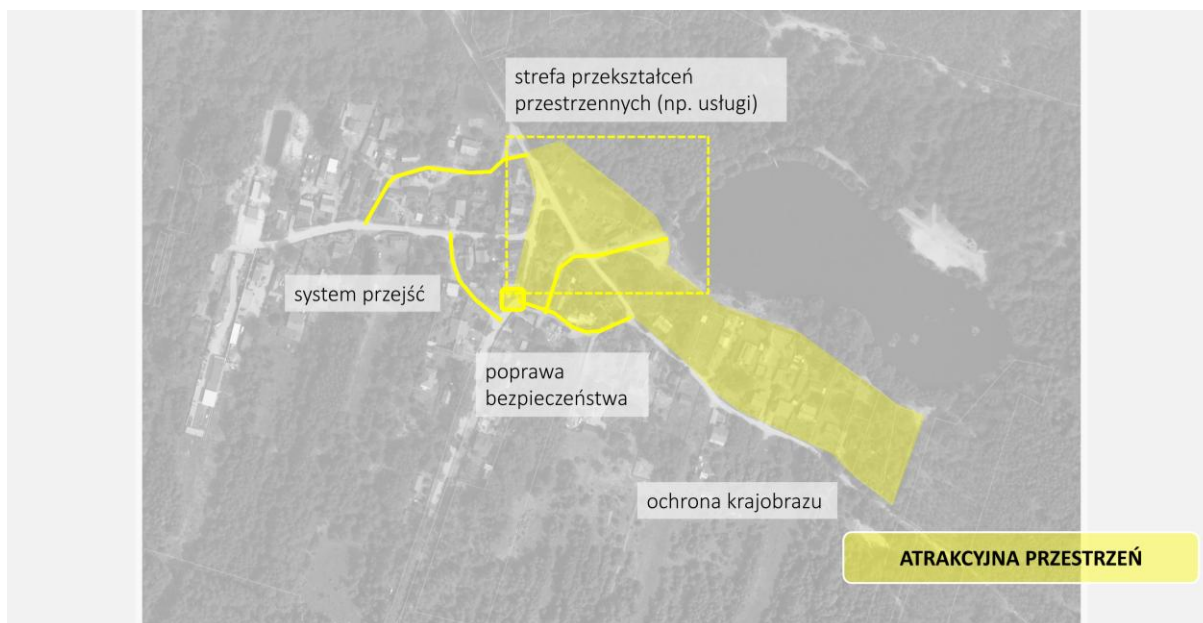 strefa przekształceń
przestrzennych (np. usługi)
system przejść
poprawa
bezpieczeństwa
ochrona krajobrazu
ATRAKCYJNA PRZESTRZEŃ